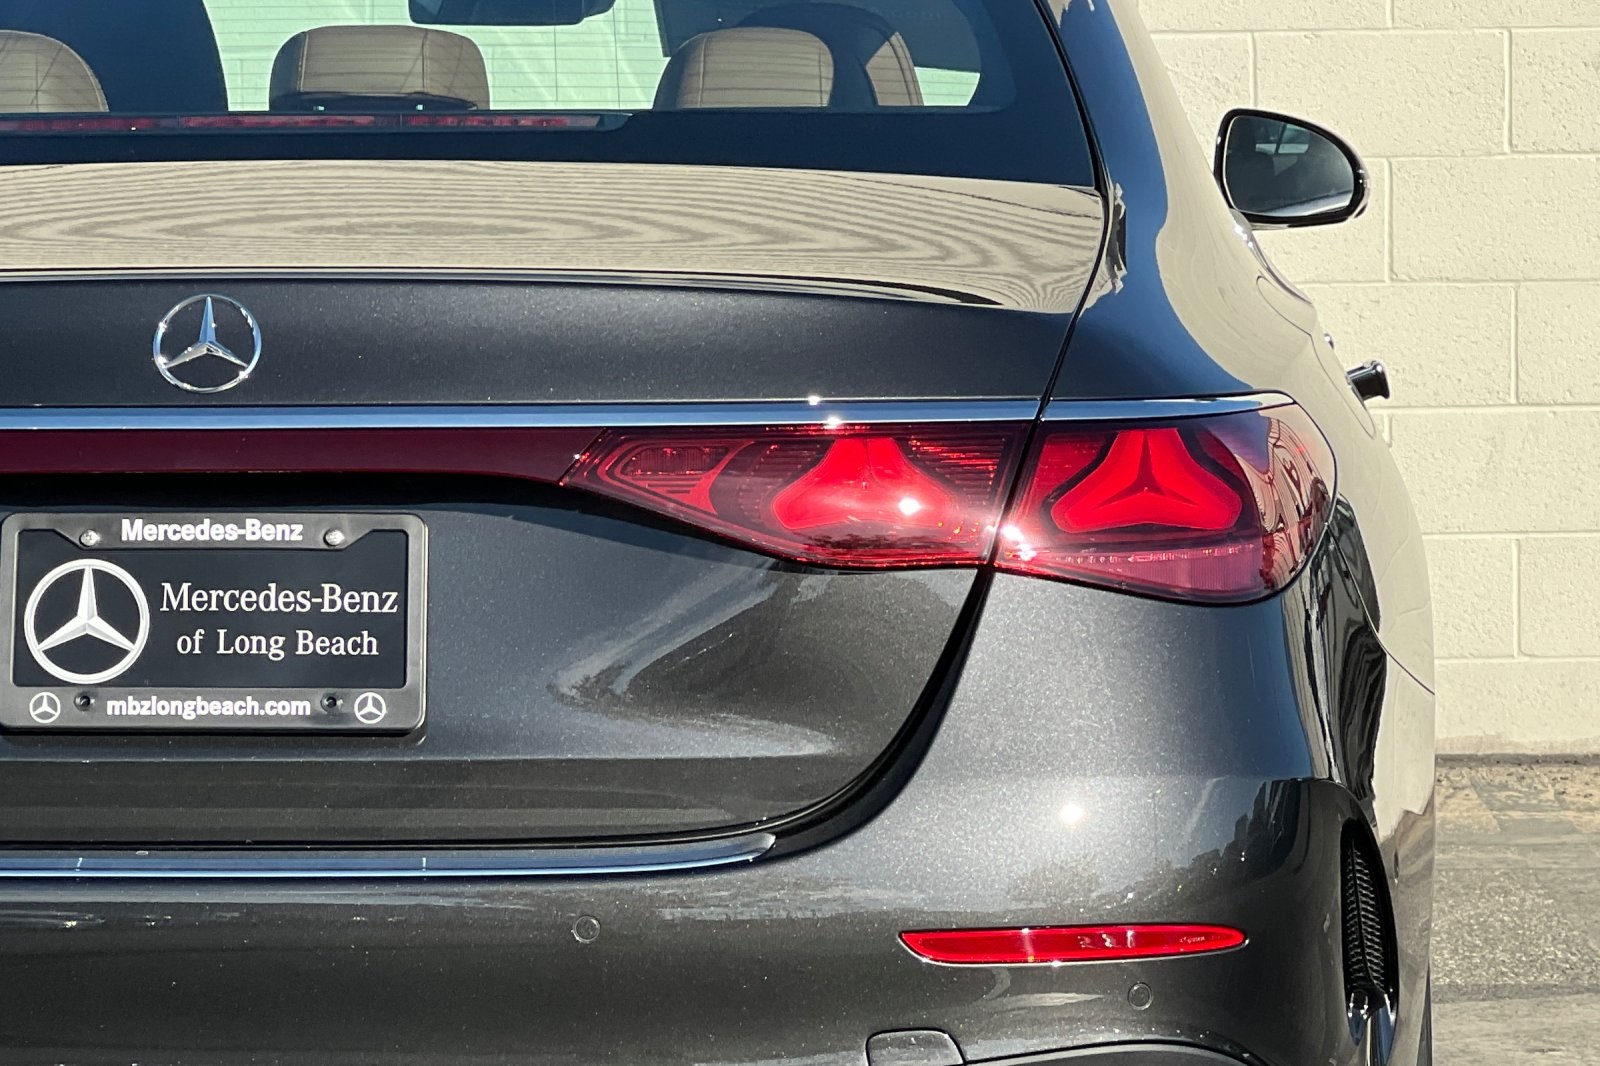 Mercedes-Benz
Mercedes-Benz
of Long Beach
mbzlongbeach.com